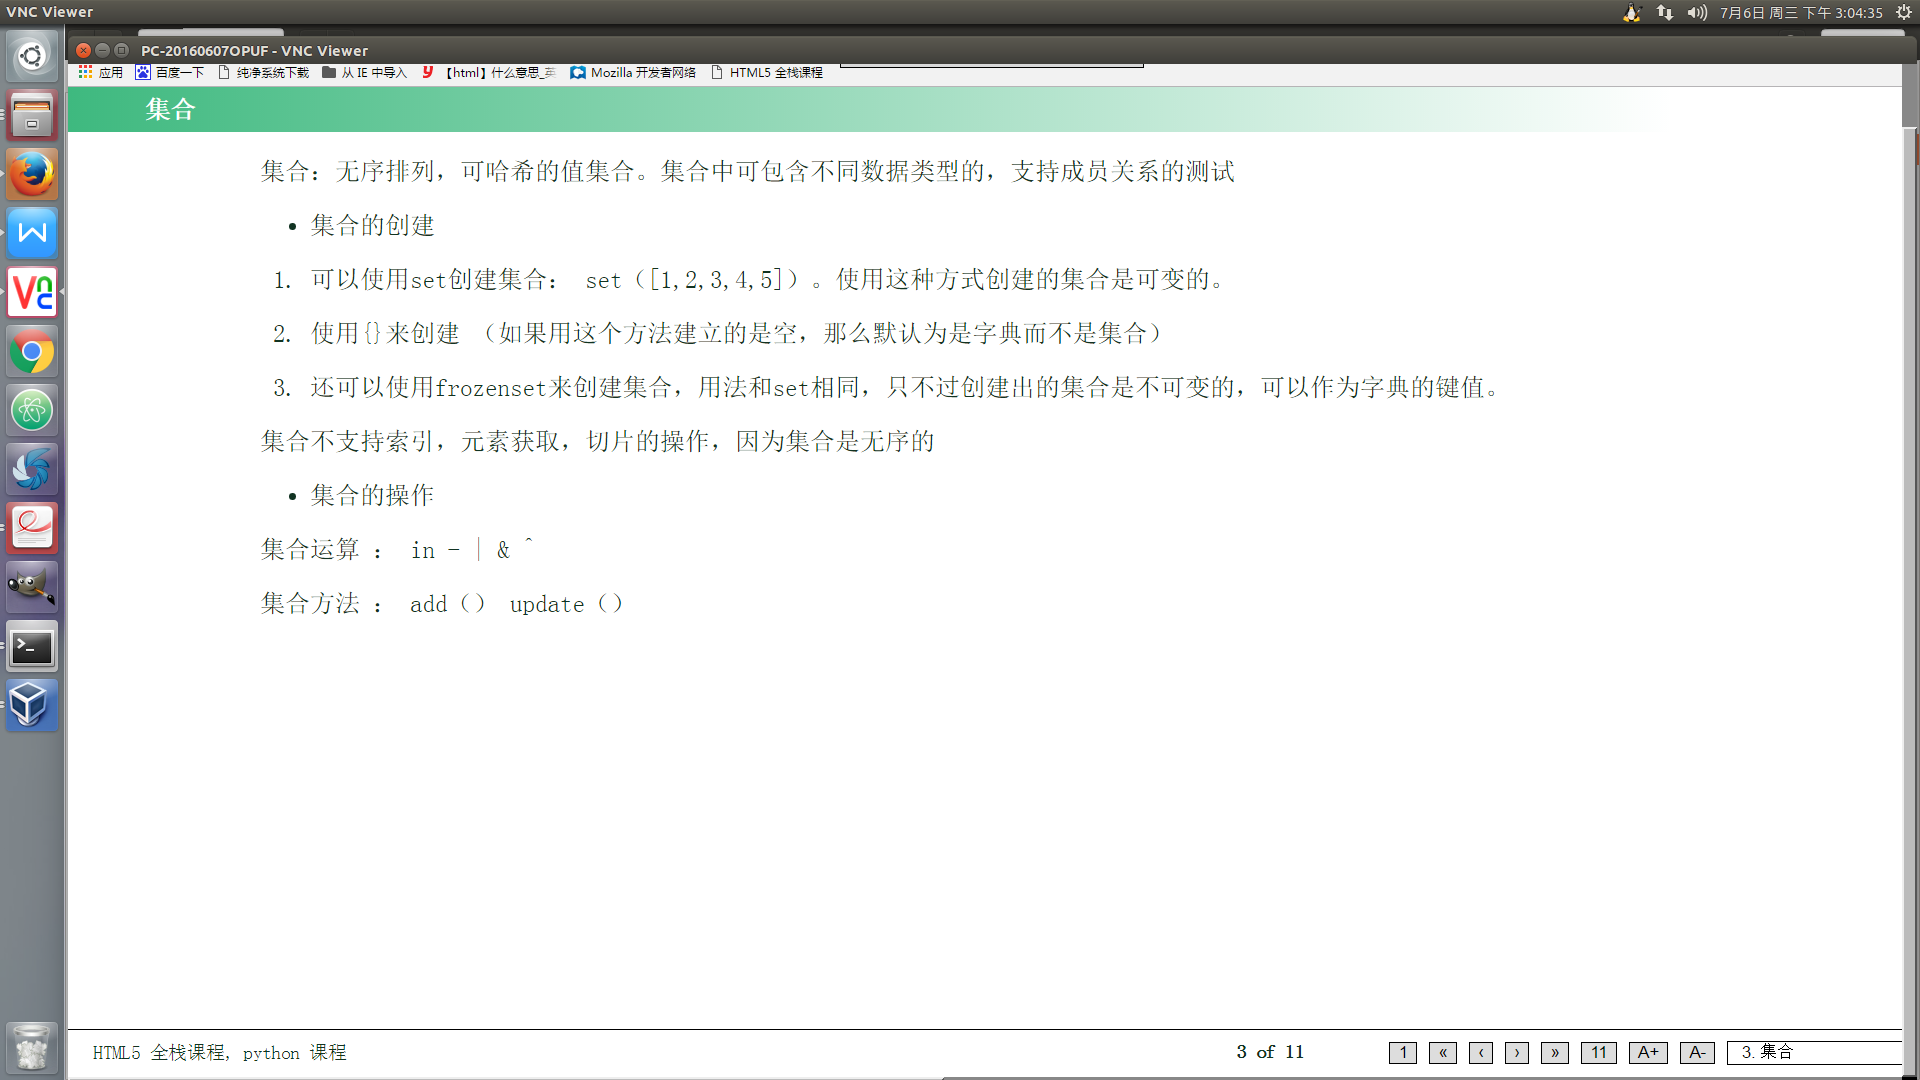 VNC Viewer
7月6日 周三 下午 3:04:35
PC-20160607OPUF - VNC Viewer
应用 百度一下 纯净系统下载 从 IE 中导入 【html】什么意思_英 Mozilla 开发者网络 HTML5 全栈课程
集合
集合：无序排列，可哈希的值集合。集合中可包含不同数据类型的，支持成员关系的测试
• 集合的创建
1. 可以使用set创建集合： set（[1,2,3,4,5]）。使用这种方式创建的集合是可变的。
2. 使用{}来创建 （如果用这个方法建立的是空，那么默认为是字典而不是集合）
3. 还可以使用frozenset来创建集合，用法和set相同，只不过创建出的集合是不可变的，可以作为字典的键值。
集合不支持索引，元素获取，切片的操作，因为集合是无序的
• 集合的操作
集合运算 ： in - | & ^
集合方法 ： add（） update（）
HTML5 全栈课程, python 课程
3 of 11
1 « ‹ › » 11 A+ A- 3. 集合